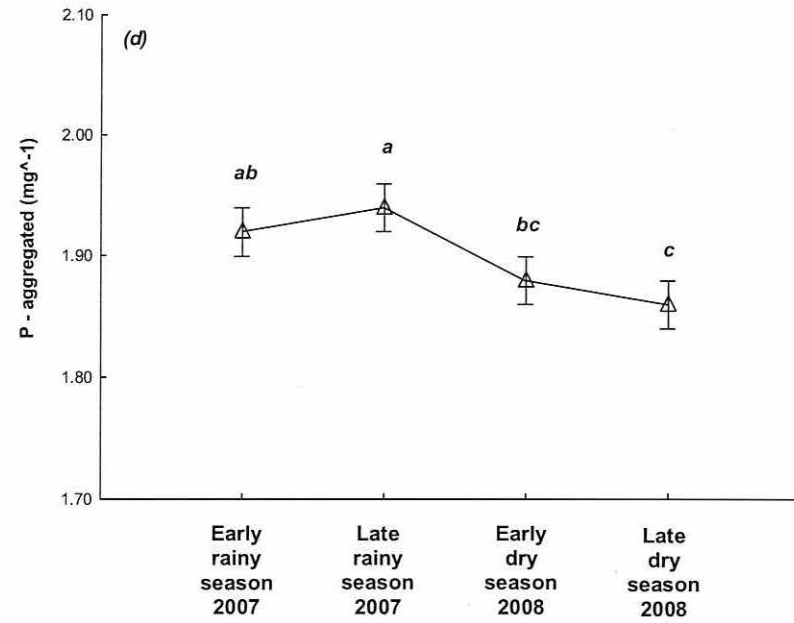 2.10
(d)
2.00
a
ab
bc
1.90
c
1.80
1.70
P - aggregated (mg^-1)
Early
rainy
season
2007
Late
rainy
season
2007
Early
dry
season
2008
Late
dry
season
2008